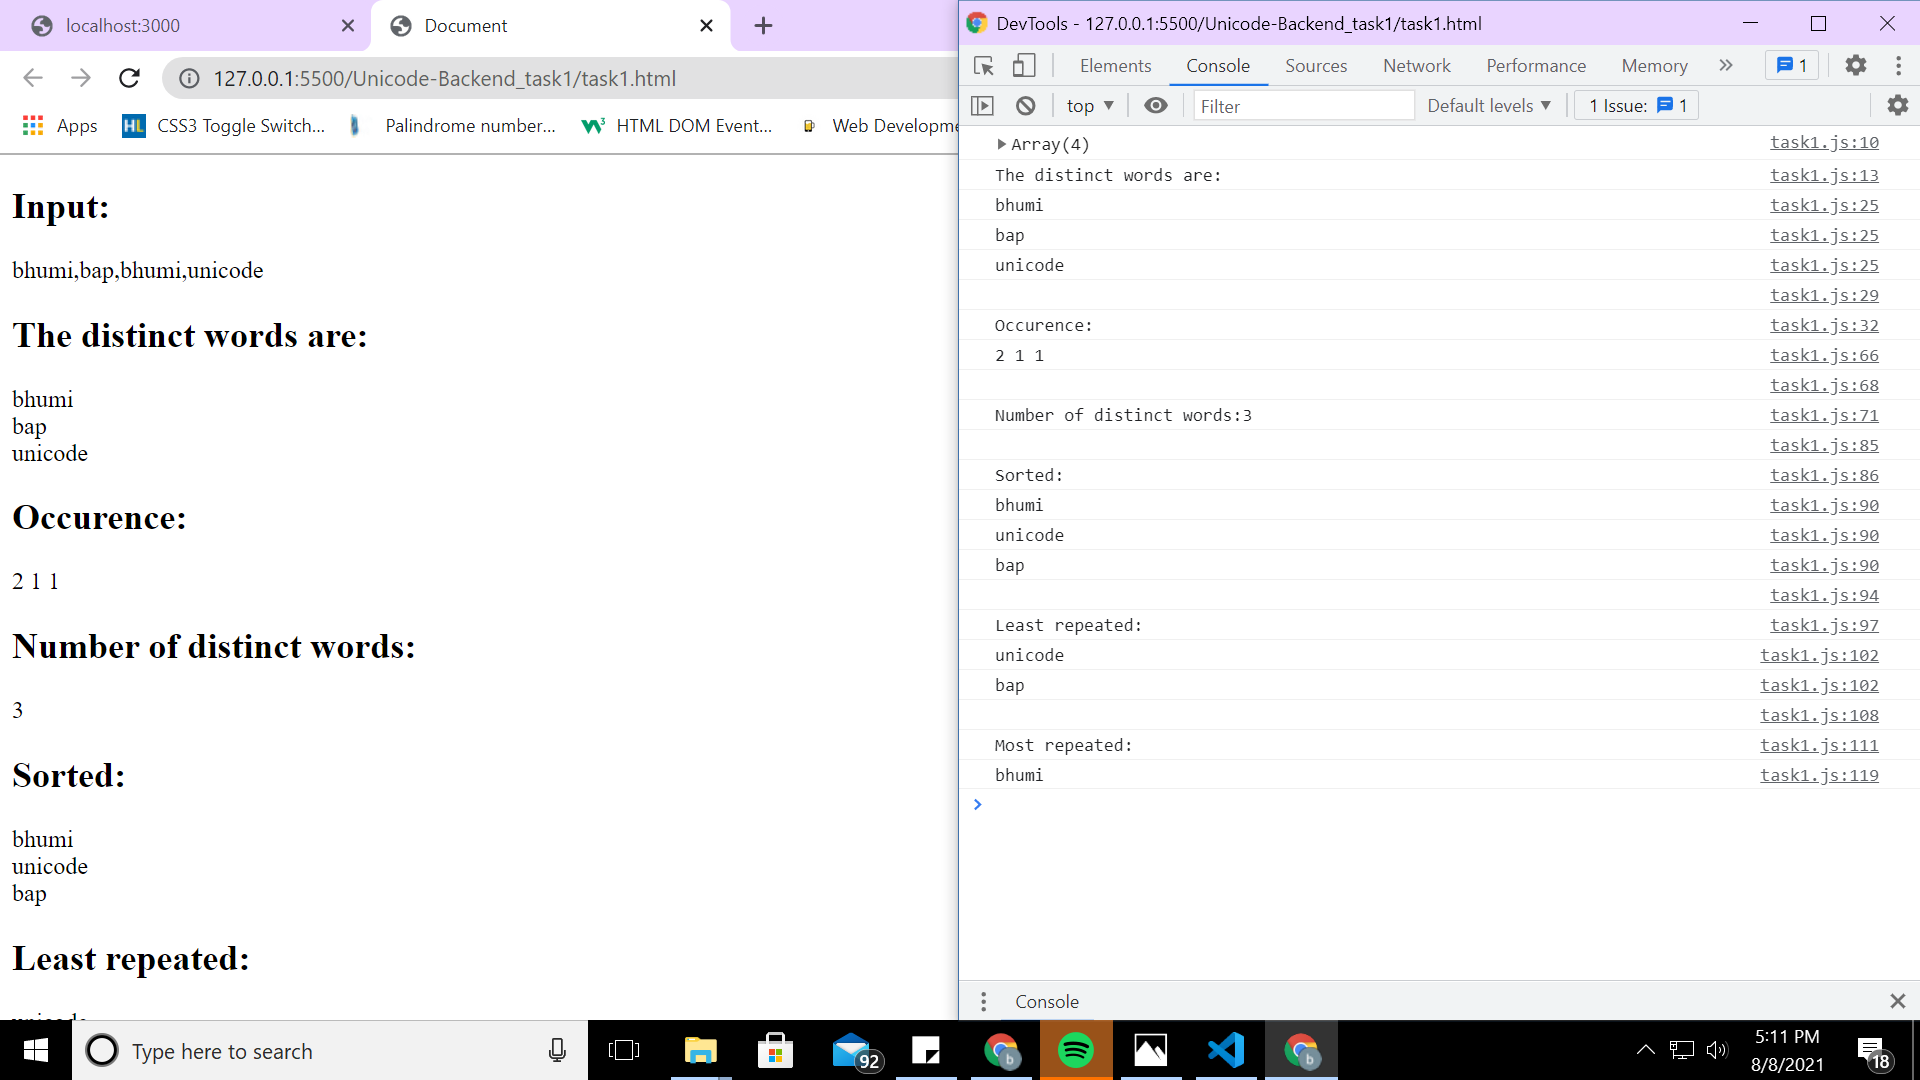 localhost:3000
Document
127.0.0.1:5500/Unicode-Backend_task1/task1.html
Apps
HL CSS3 Toggle Switch...
Palindrome number...
W3 HTML DOM Event...
Web Developme
Input:
bhumi,bap,bhumi,unicode
The distinct words are:
bhumi
bap
unicode
Occurence:
2 1 1
Number of distinct words:
3
Sorted:
bhumi
unicode
bap
Least repeated:
DevTools - 127.0.0.1:5500/Unicode-Backend_task1/task1.html
Elements Console Sources Network Performance Memory » 1
top Filter Default levels 1 Issue: 1
Array(4) task1.js:10
The distinct words are: task1.js:13
bhumi task1.js:25
bap task1.js:25
unicode task1.js:25
task1.js:29
Occurence: task1.js:32
2 1 1 task1.js:66
task1.js:68
Number of distinct words:3 task1.js:71
task1.js:85
Sorted: task1.js:86
bhumi task1.js:90
unicode task1.js:90
bap task1.js:90
task1.js:94
Least repeated: task1.js:97
unicode task1.js:102
bap task1.js:102
task1.js:108
Most repeated: task1.js:111
bhumi task1.js:119
Console
Type here to search
92
b
b
5:11 PM
8/8/2021
18